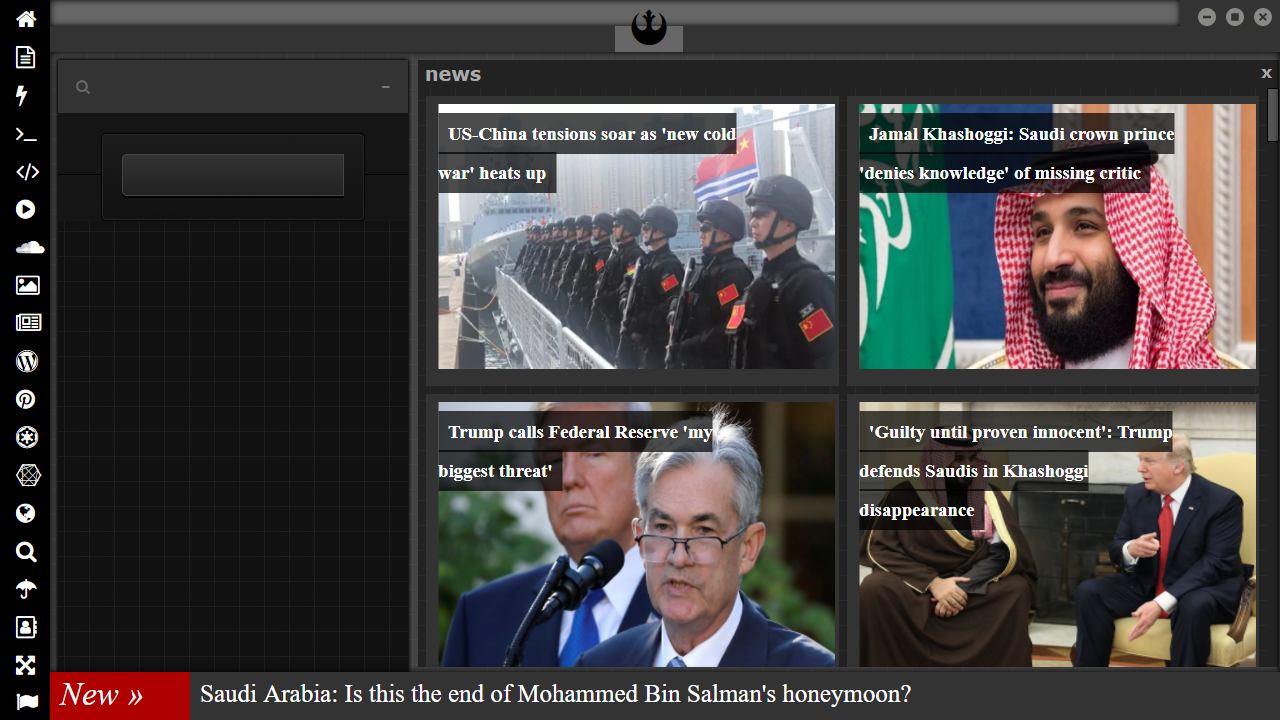 news
x
US-China tensions soar as 'new cold
war' heats up
Jamal Khashoggi: Saudi crown prince
'denies knowledge' of missing critic
Trump calls Federal Reserve 'my
biggest threat'
'Guilty until proven innocent': Trump
defends Saudis in Khashoggi
disappearance
New » Saudi Arabia: Is this the end of Mohammed Bin Salman's honeymoon?